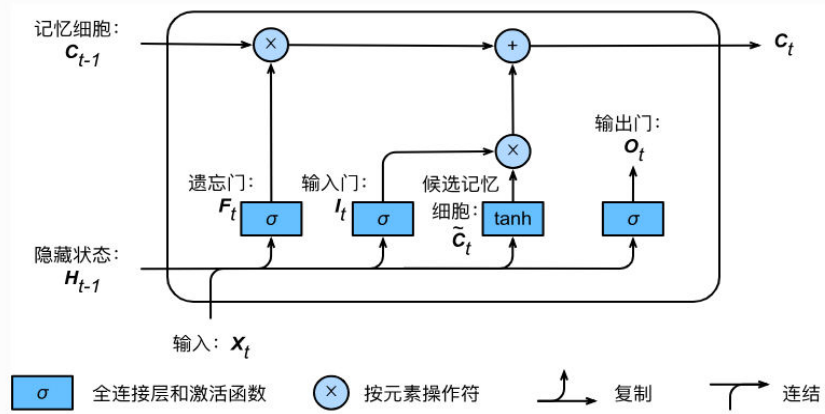 记忆细胞：
C_{t-1}
×
+
C_t
输出门：
O_t
×
遗忘门：
F_t
σ
输入门：
I_t
σ
候选记忆
细胞：
C̃_t
tanh
σ
隐藏状态：
H_{t-1}
输入：X_t
σ 全连接层和激活函数
× 按元素操作符
复制
连结